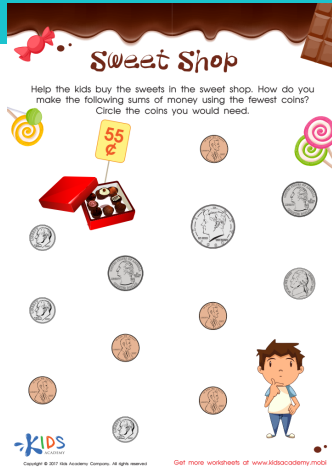 Sweet Shop
Help the kids buy the sweets in the sweet shop. How do you
make the following sums of money using the fewest coins?
Circle the coins you would need.
55
¢
KIDS
ACADEMY
Copyright © 2017 Kids Academy Company. All rights reserved
Get more worksheets at www.kidsacademy.mobi